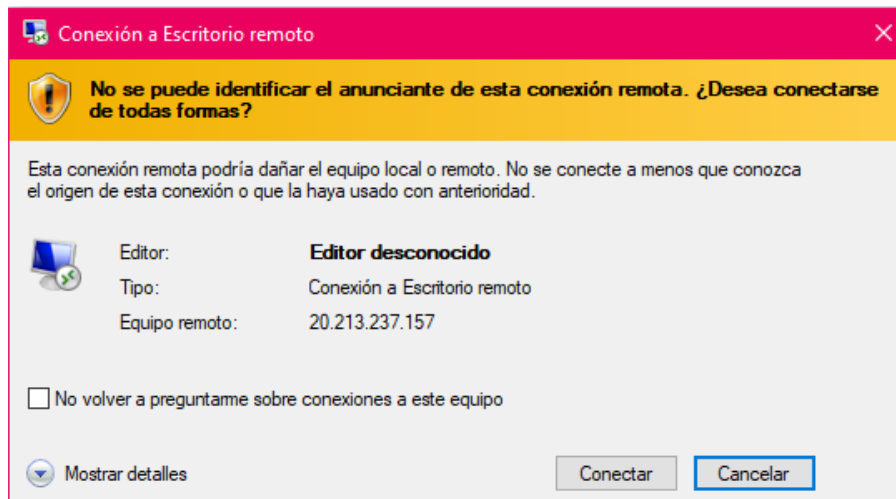 Conexión a Escritorio remoto
No se puede identificar el anunciante de esta conexión remota. ¿Desea conectarse
de todas formas?
Esta conexión remota podría dañar el equipo local o remoto. No se conecte a menos que conozca
el origen de esta conexión o que la haya usado con anterioridad.
Editor: Editor desconocido
Tipo: Conexión a Escritorio remoto
Equipo remoto: 20.213.237.157
No volver a preguntarme sobre conexiones a este equipo
Mostrar detalles Conectar Cancelar